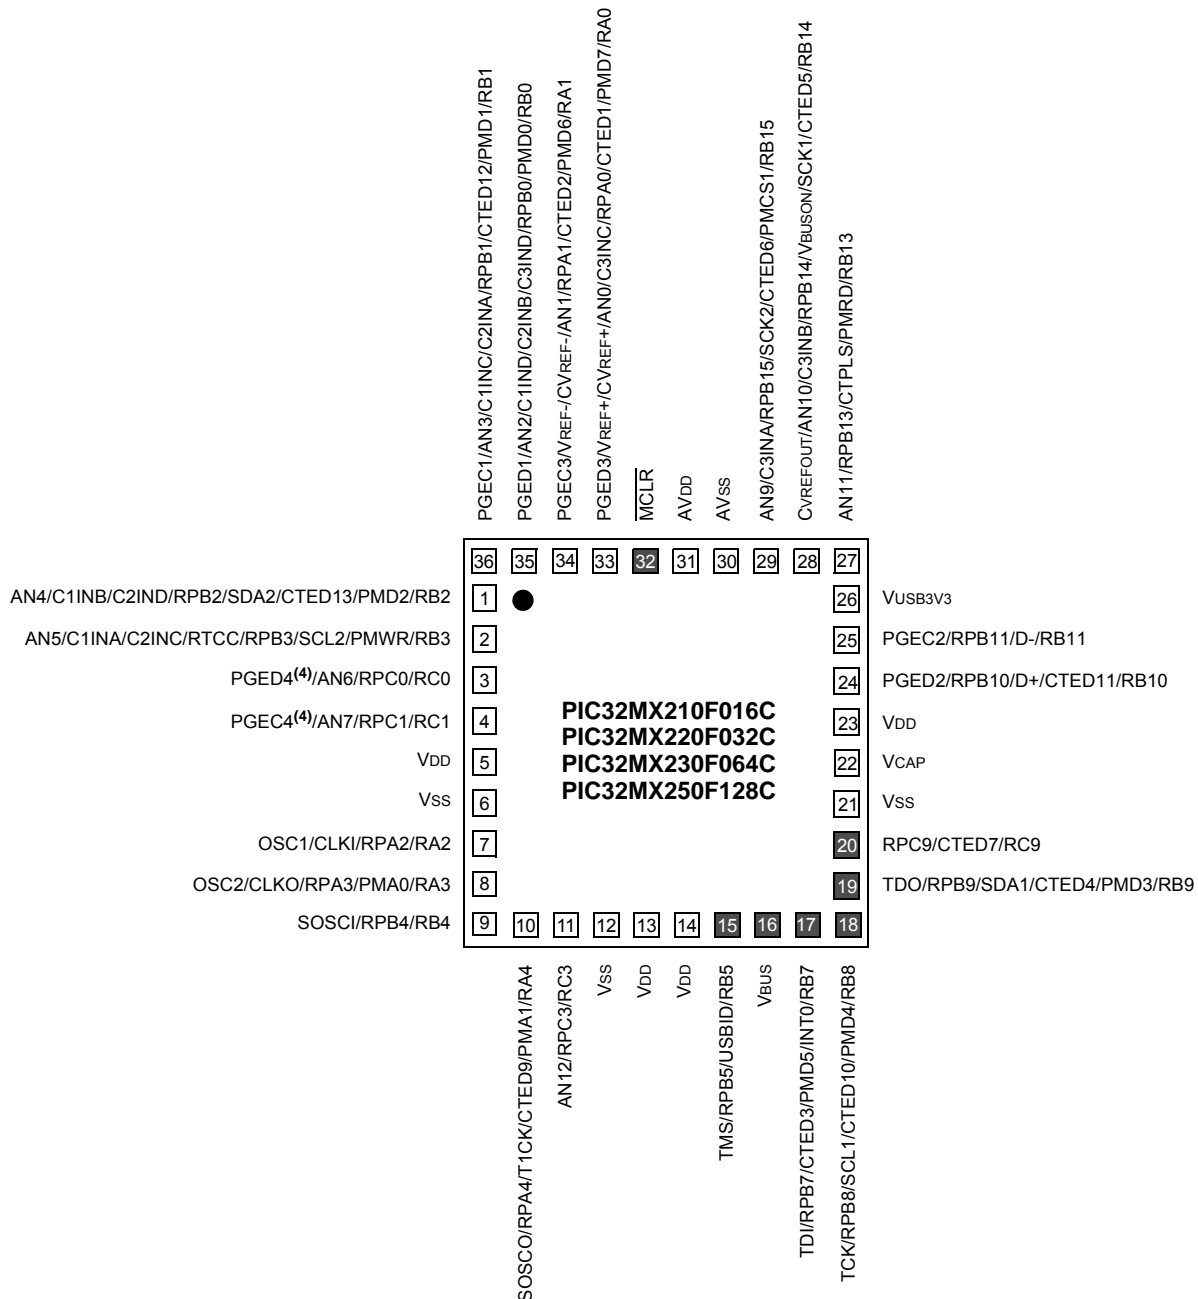 PGEC1/AN3/C1INC/C2INA/RPB1/CTED12/PMD1/RB1
PGED1/AN2/C1IND/C2INB/C3IND/RPB0/PMD0/RB0
PGEC3/VREF-/CVREF-/AN1/RPA1/CTED2/PMD6/RA1
PGED3/VREF+/CVREF+/AN0/C3INC/RPA0/CTED1/PMD7/RA0
MCLR
AVDD
AVSS
AN9/C3INA/RPB15/SCK2/CTED6/PMCS1/RB15
CVREFOUT/AN10/C3INB/RPB14/VBUSON/SCK1/CTED5/RB14
AN11/RPB13/CTPLS/PMRD/RB13
36 35 34 33 32 31 30 29 28 27
AN4/C1INB/C2IND/RPB2/SDA2/CTED13/PMD2/RB2 1
26 VUSB3V3
AN5/C1INA/C2INC/RTCC/RPB3/SCL2/PMWR/RB3 2
25 PGEC2/RPB11/D-/RB11
PGED4(4)/AN6/RPC0/RC0 3
24 PGED2/RPB10/D+/CTED11/RB10
PGEC4(4)/AN7/RPC1/RC1 4
23 VDD
PIC32MX210F016C
PIC32MX220F032C
PIC32MX230F064C
PIC32MX250F128C
VDD 5
22 VCAP
VSS 6
21 VSS
OSC1/CLKI/RPA2/RA2 7
20 RPC9/CTED7/RC9
OSC2/CLKO/RPA3/PMA0/RA3 8
19 TDO/RPB9/SDA1/CTED4/PMD3/RB9
SOSCI/RPB4/RB4 9
10 11 12 13 14 15 16 17 18
SOSCO/RPA4/T1CK/CTED9/PMA1/RA4
AN12/RPC3/RC3
VSS
VDD
VDD
TMS/RPB5/USBID/RB5
VBUS
TDI/RPB7/CTED3/PMD5/INT0/RB7
TCK/RPB8/SCL1/CTED10/PMD4/RB8